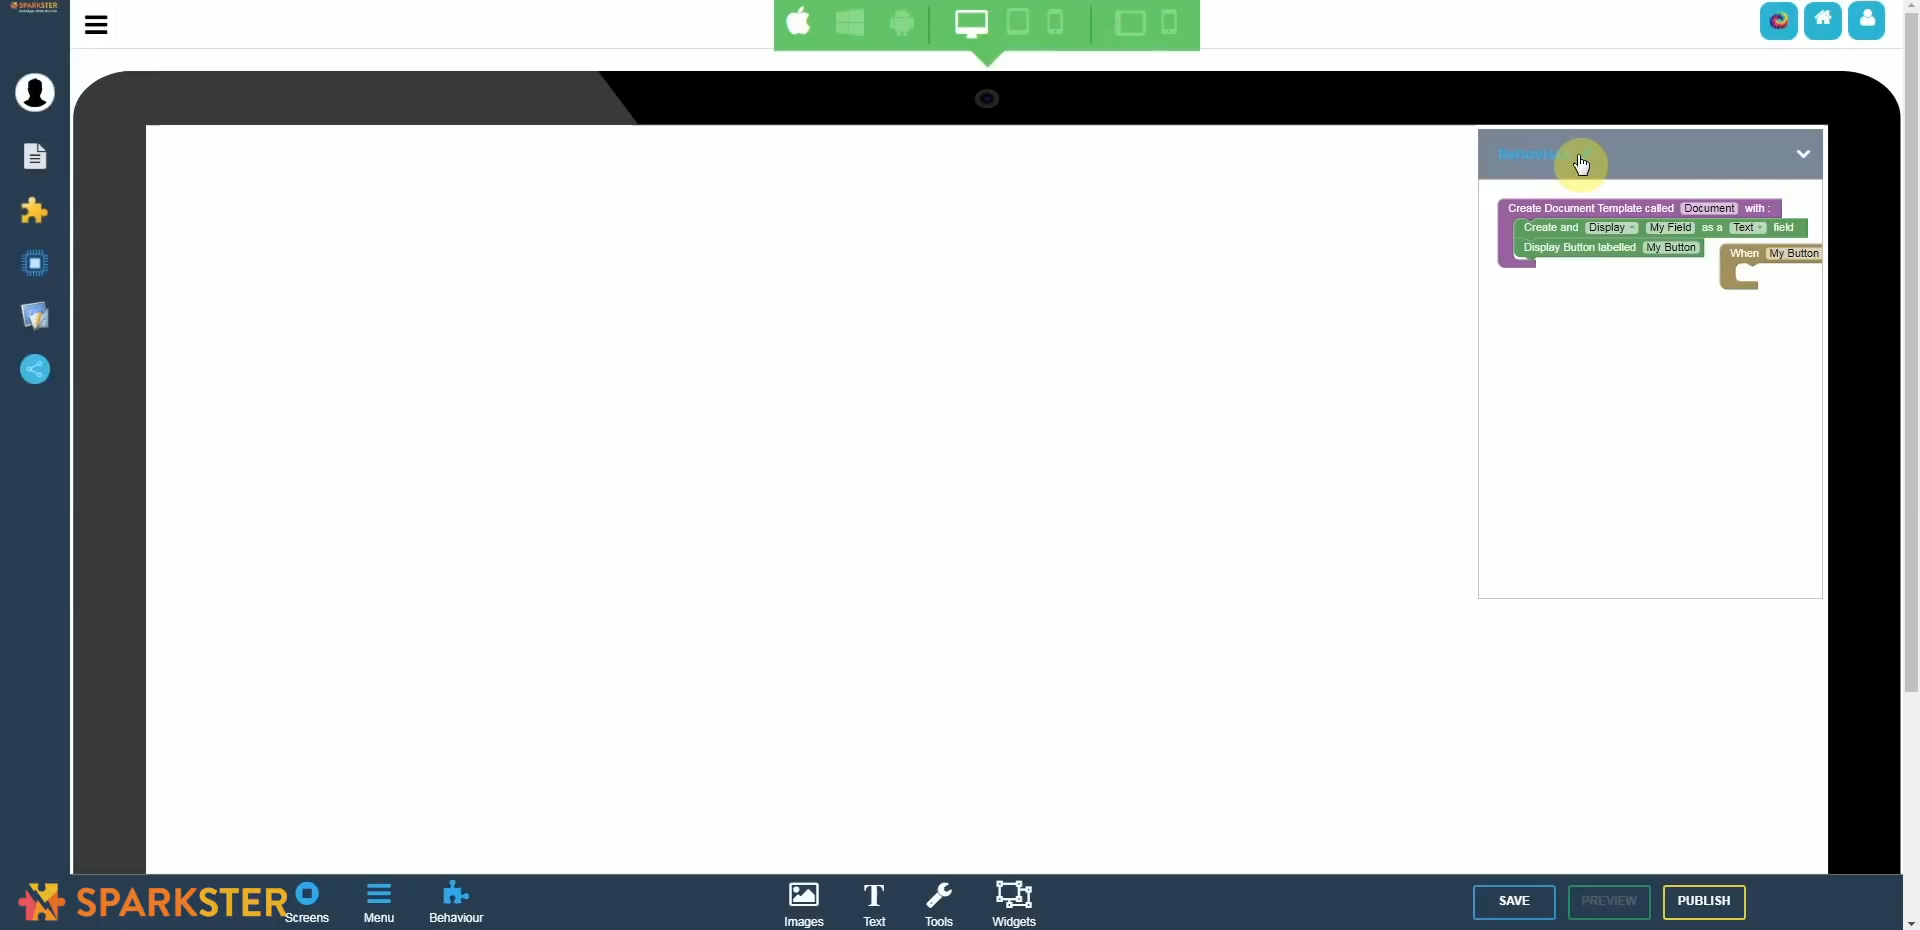 SPARKSTER
Create Document Template called Document with :
Create and Display My Field as a Text field
Display Button labelled My Button
When My Button
SPARKSTER
Screens
Menu
Behaviour
Images
Text
Tools
Widgets
SAVE
PREVIEW
PUBLISH